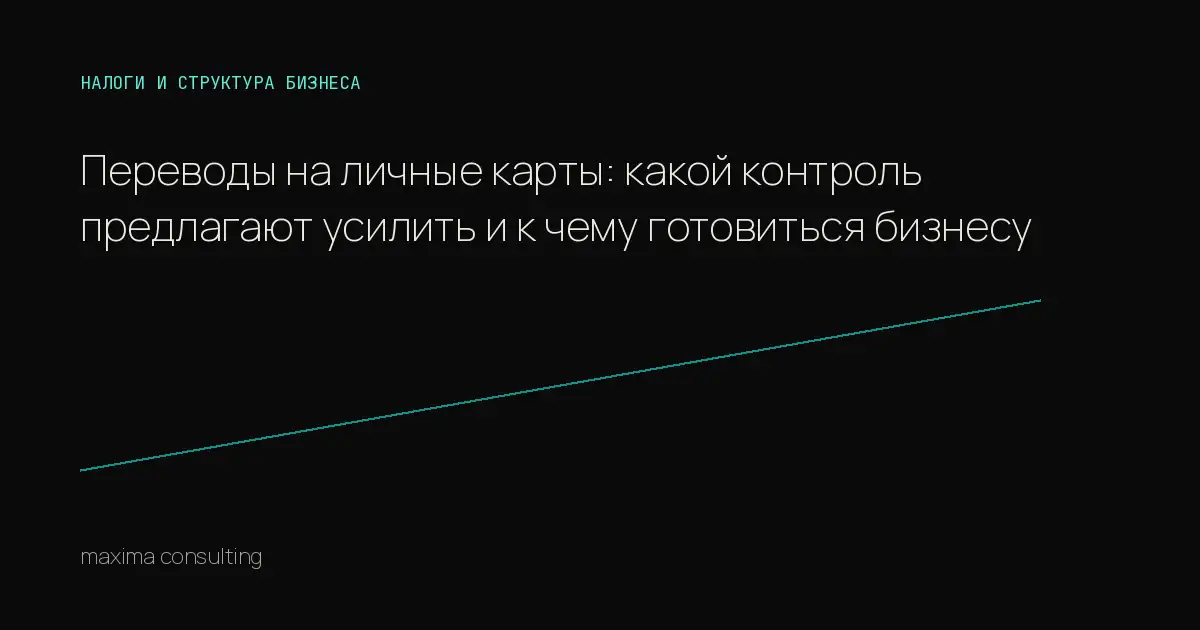 НАЛОГИ И СТРУКТУРА БИЗНЕСА
Переводы на личные карты: какой контроль
предлагают усилить и к чему готовиться бизнесу
maxima consulting